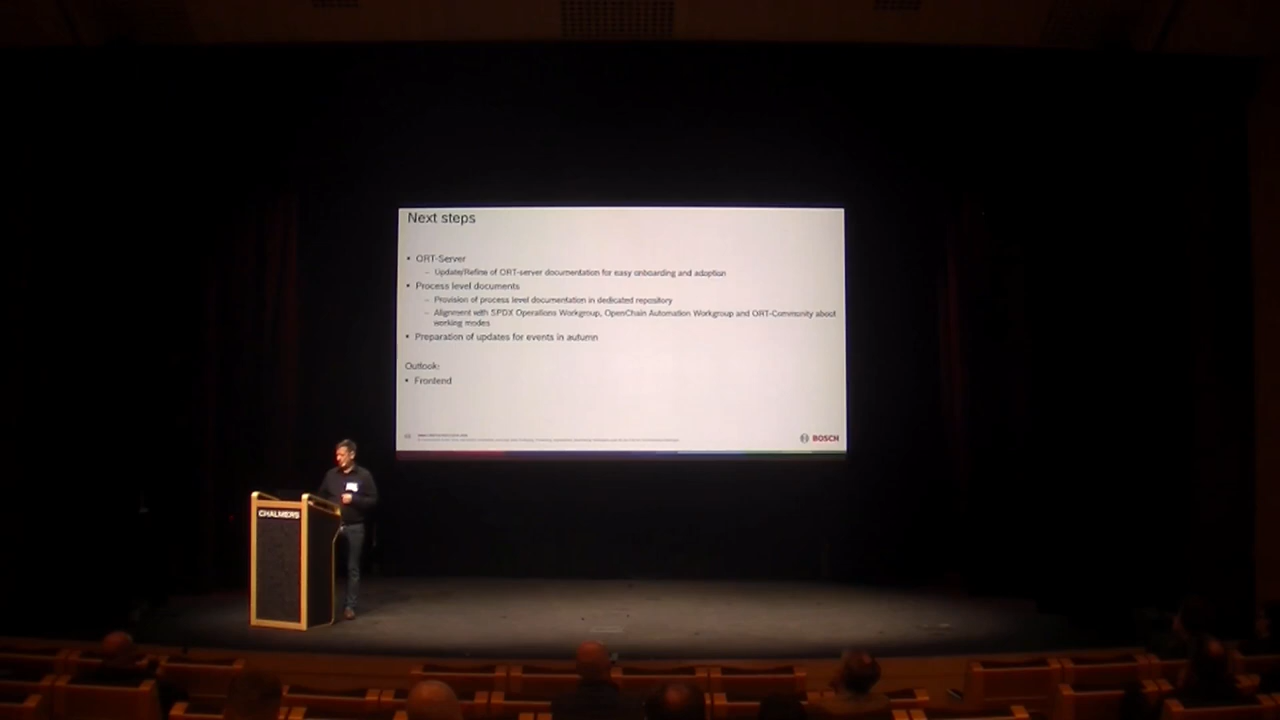 Next steps
▪ ORT-Server
– Update/Refine of ORT-server documentation for easy onboarding and adoption
▪ Process level documents
– Provision of process level documentation in dedicated repository
– Alignment with SPDX Operations Workgroup, OpenChain Automation Workgroup and ORT-Community about
working modes
▪ Preparation of updates for events in autumn
Outlook:
▪ Frontend
BOSCH
CHALMERS